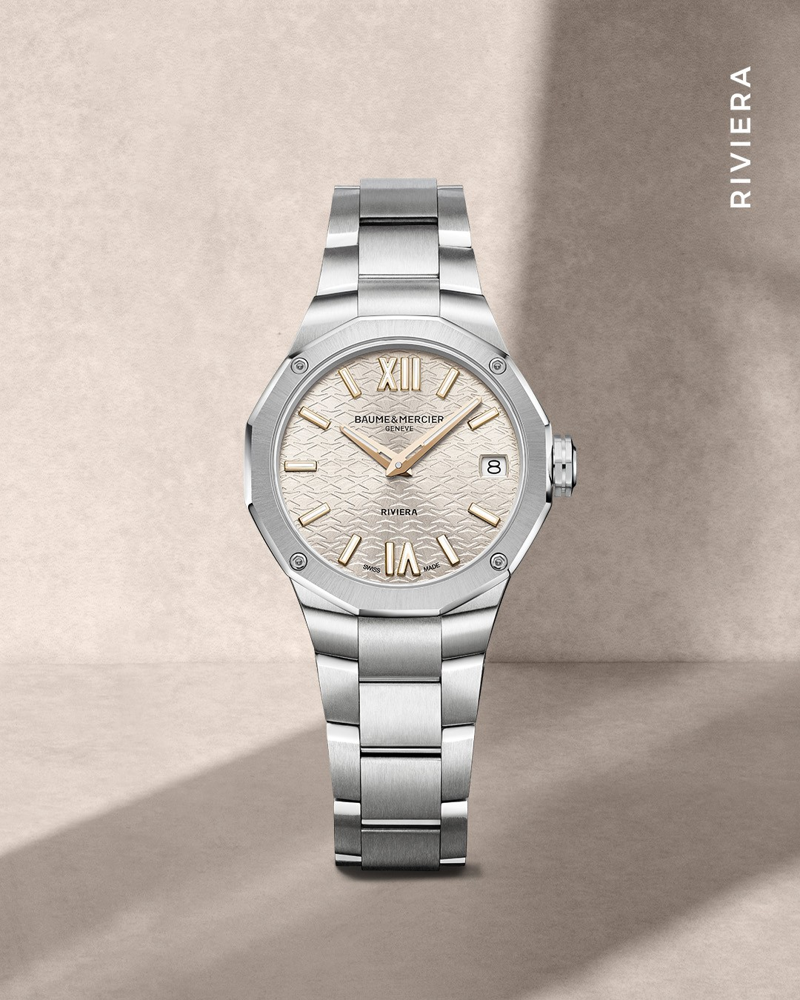 RIVIERA
XII
BAUME & MERCIER
GENEVE
8
RIVIERA
VI
SWISS MADE